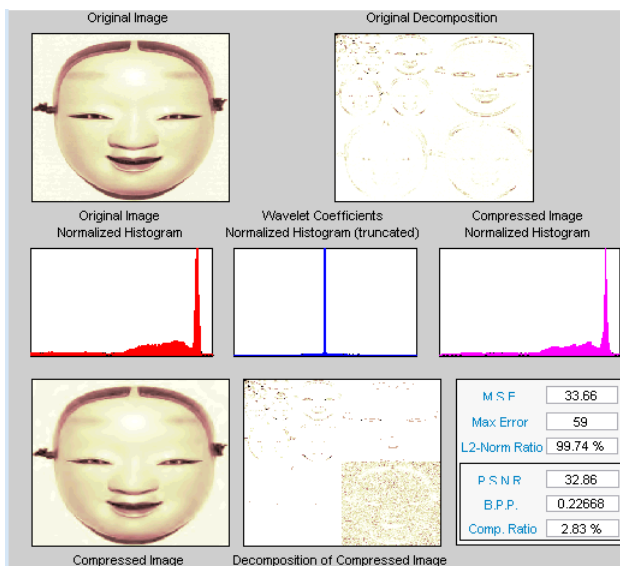 Original Image
Original Decomposition
Original Image
Normalized Histogram
Wavelet Coefficients
Normalized Histogram (truncated)
Compressed Image
Normalized Histogram
M.S.E.
33.66
Max Error
59
L2-Norm Ratio
99.74 %
P.S.N.R.
32.86
B.P.P.
0.22668
Comp. Ratio
2.83 %
Compressed Image
Decomposition of Compressed Image